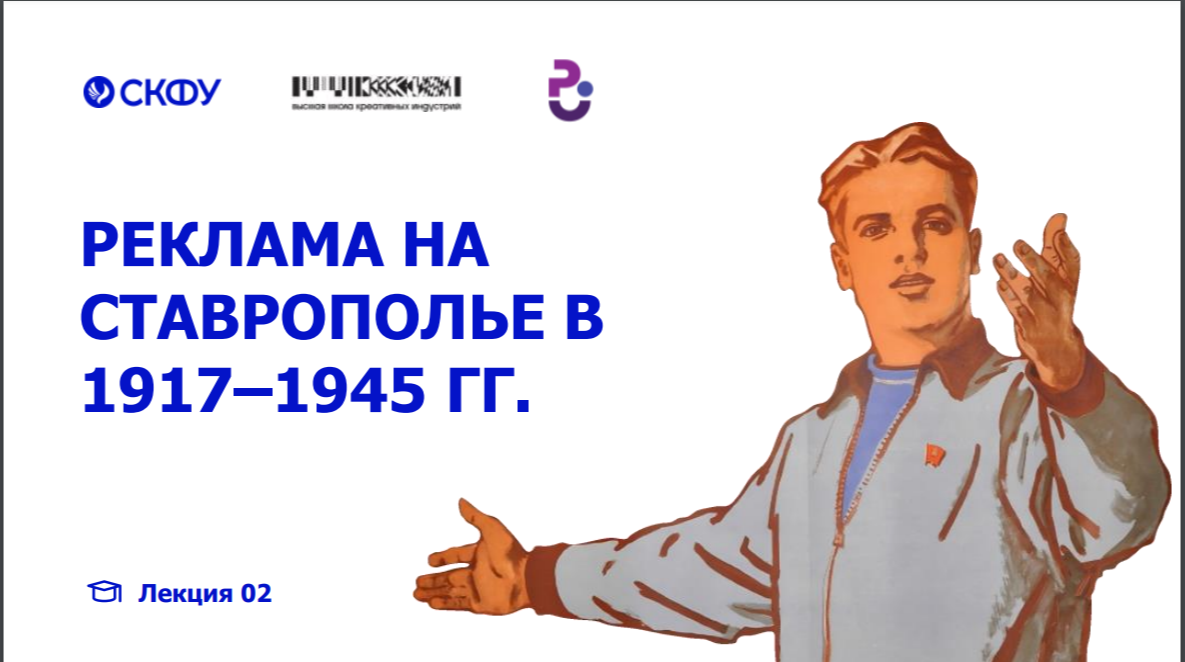 СКФУ
высшая школа креативных индустрий
РЕКЛАМА НА
СТАВРОПОЛЬЕ В
1917–1945 ГГ.
Лекция 02